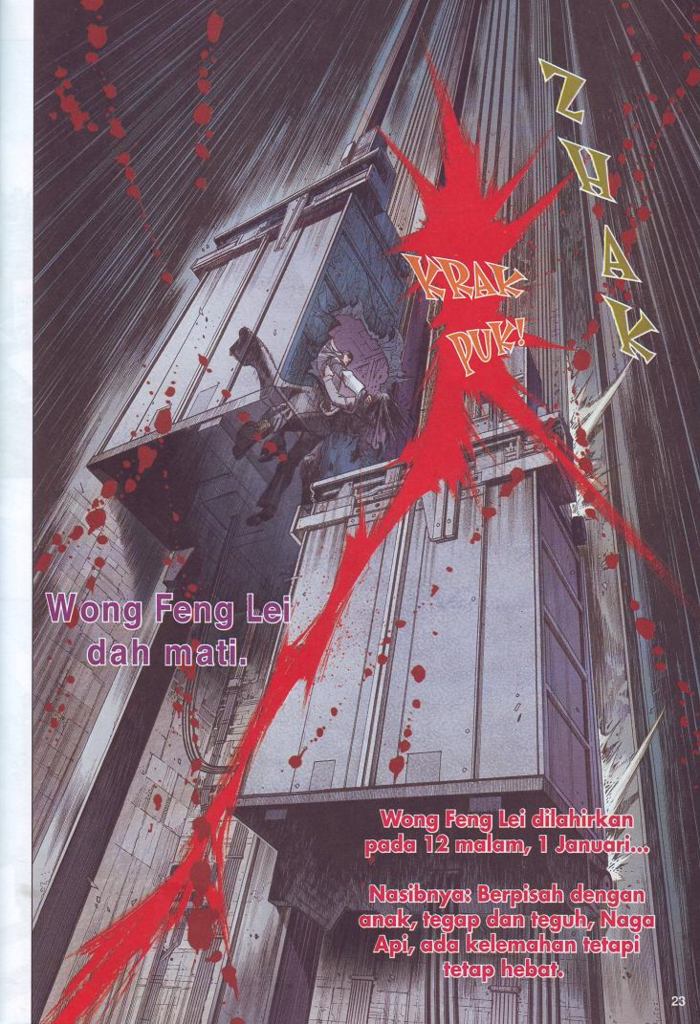 ZHAK
KRAK
PUK!
Wong Feng Lei
dah mati.
Wong Feng Lei dilahirkan
pada 12 malam, 1 Januari...
Nasibnya: Berpisah dengan
anak, tegap dan teguh, Naga
Api, ada kelemahan tetapi
tetap hebat.
23